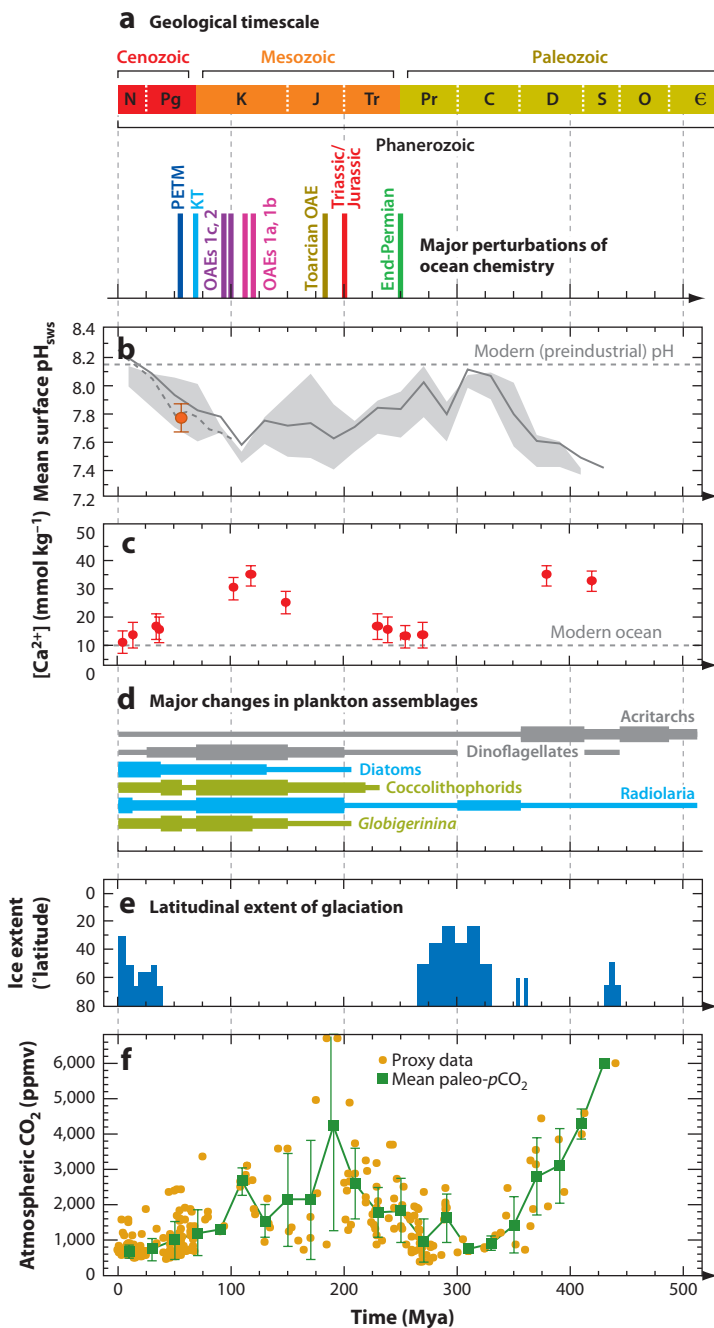 a Geological timescale
Cenozoic Mesozoic Paleozoic
N Pg K J Tr Pr C D S O Є
Phanerozoic
PETM
KT
OAEs 1c, 2
OAEs 1a, 1b
Toarcian OAE
Triassic/
Jurassic
End-Permian
Major perturbations of
ocean chemistry
b
Mean surface pHsws
8.4
8.2
8.0
7.8
7.6
7.4
7.2
Modern (preindustrial) pH
c
[Ca2+] (mmol kg−1)
50
40
30
20
10
0
Modern ocean
d Major changes in plankton assemblages
Acritarchs
Dinoflagellates
Diatoms
Coccolithophorids
Radiolaria
Globigerinina
e Latitudinal extent of glaciation
Ice extent
(°latitude)
0
20
40
60
80
f
Proxy data
Mean paleo-pCO2
Atmospheric CO2 (ppmv)
6,000
5,000
4,000
3,000
2,000
1,000
0
0 100 200 300 400 500
Time (Mya)